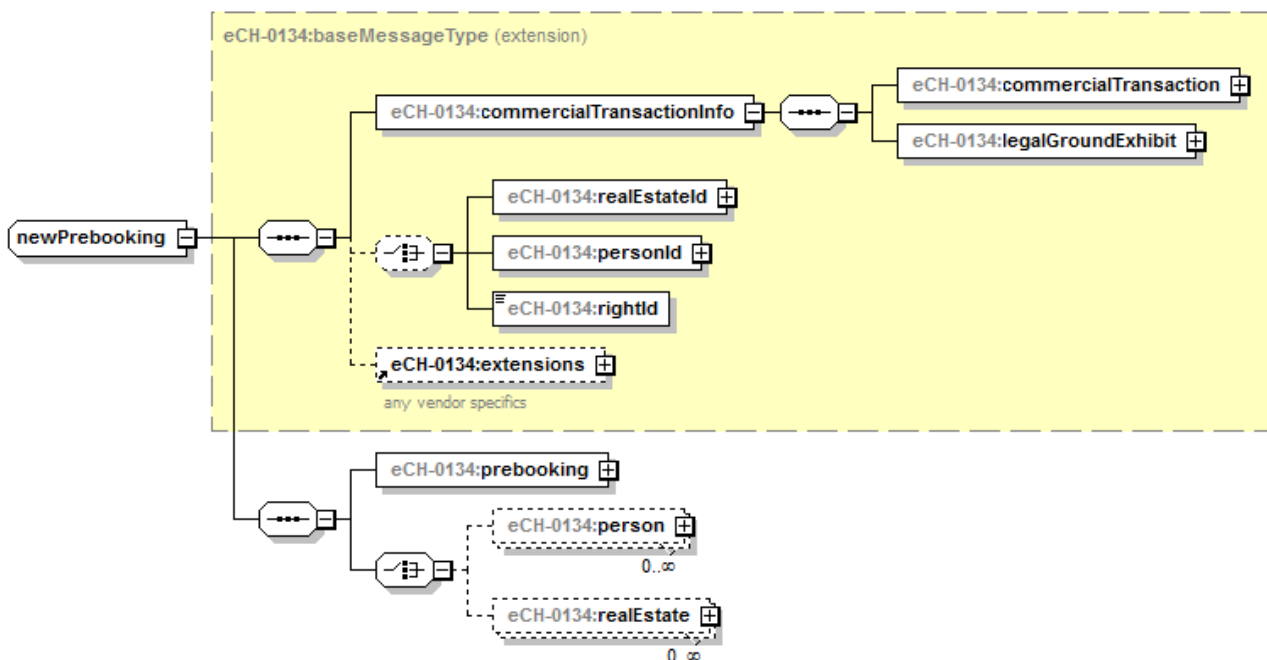 eCH-0134:baseMessageType (extension)
eCH-0134:commercialTransaction
eCH-0134:commercialTransactionInfo
eCH-0134:legalGroundExhibit
eCH-0134:realEstateId
newPrebooking
eCH-0134:personId
eCH-0134:rightId
eCH-0134:extensions
any vendor specifics
eCH-0134:prebooking
eCH-0134:person
0..∞
eCH-0134:realEstate
0..∞